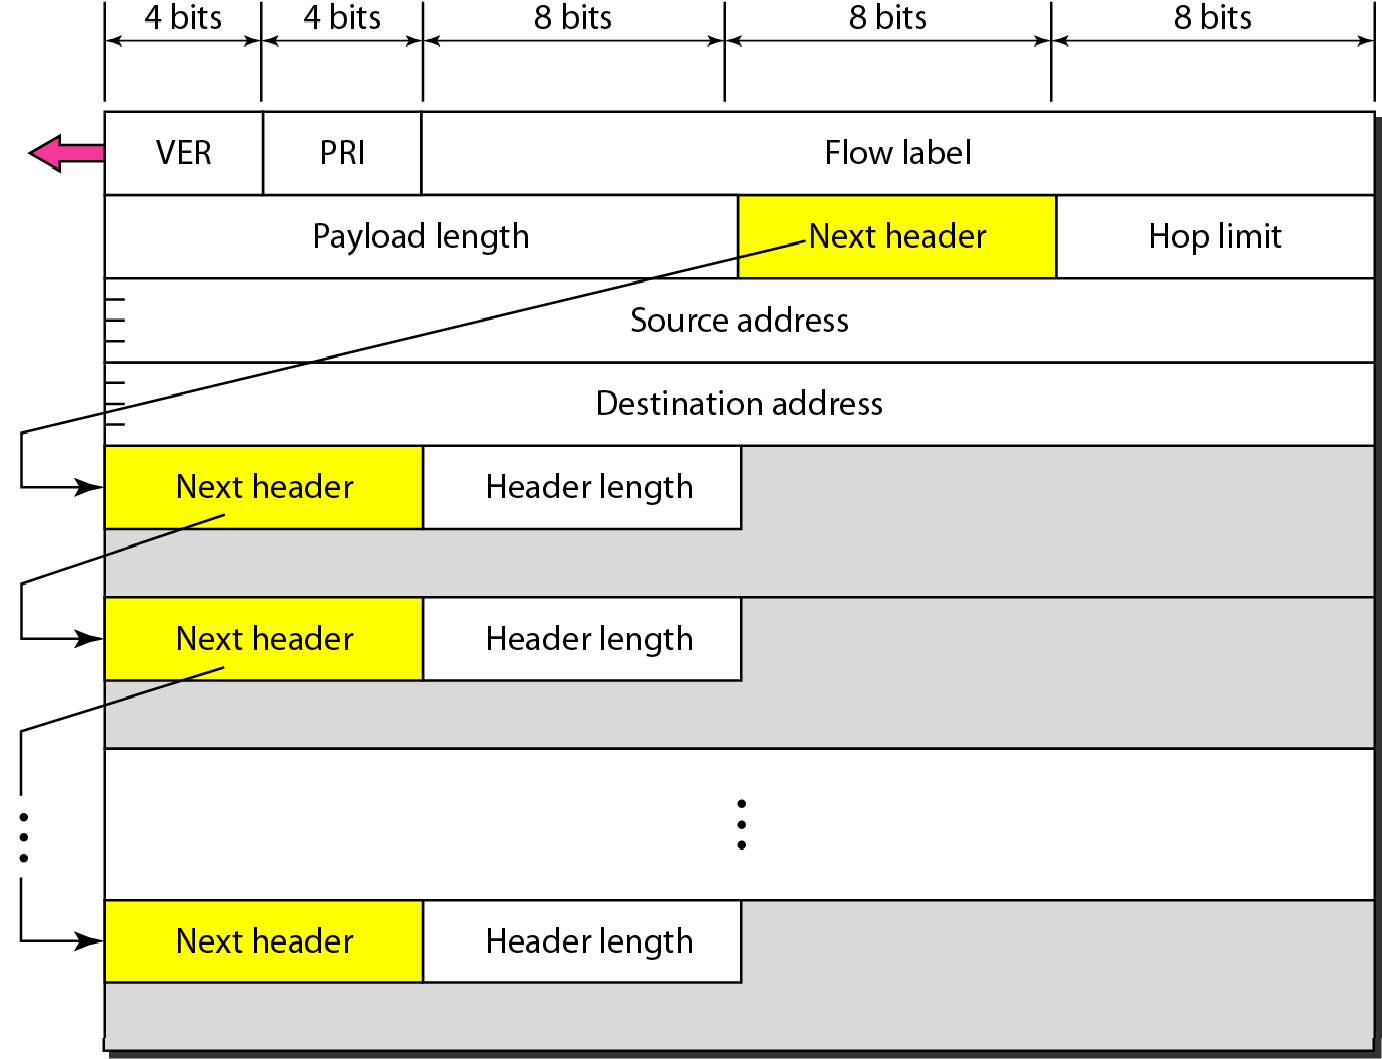 4 bits 4 bits 8 bits 8 bits 8 bits
VER PRI Flow label
Payload length Next header Hop limit
Source address
Destination address
Next header Header length
Next header Header length
Next header Header length